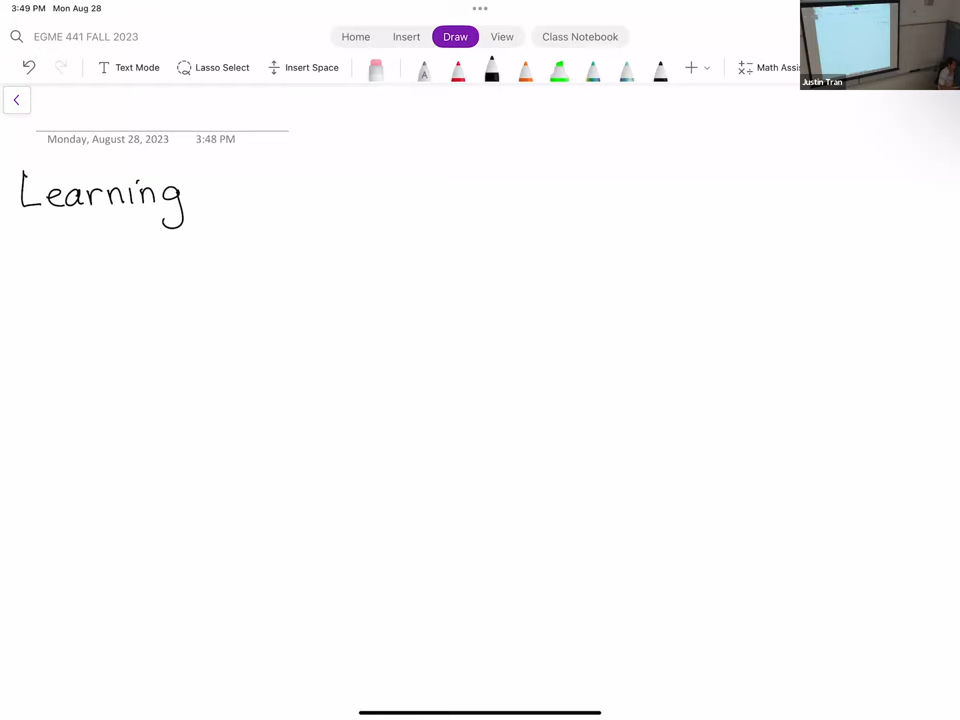 3:49 PM Mon Aug 28
EGME 441 FALL 2023
Home Insert Draw View Class Notebook
Text Mode Lasso Select Insert Space Math Assis
Justin Tran
Monday, August 28, 2023 3:48 PM
Learning